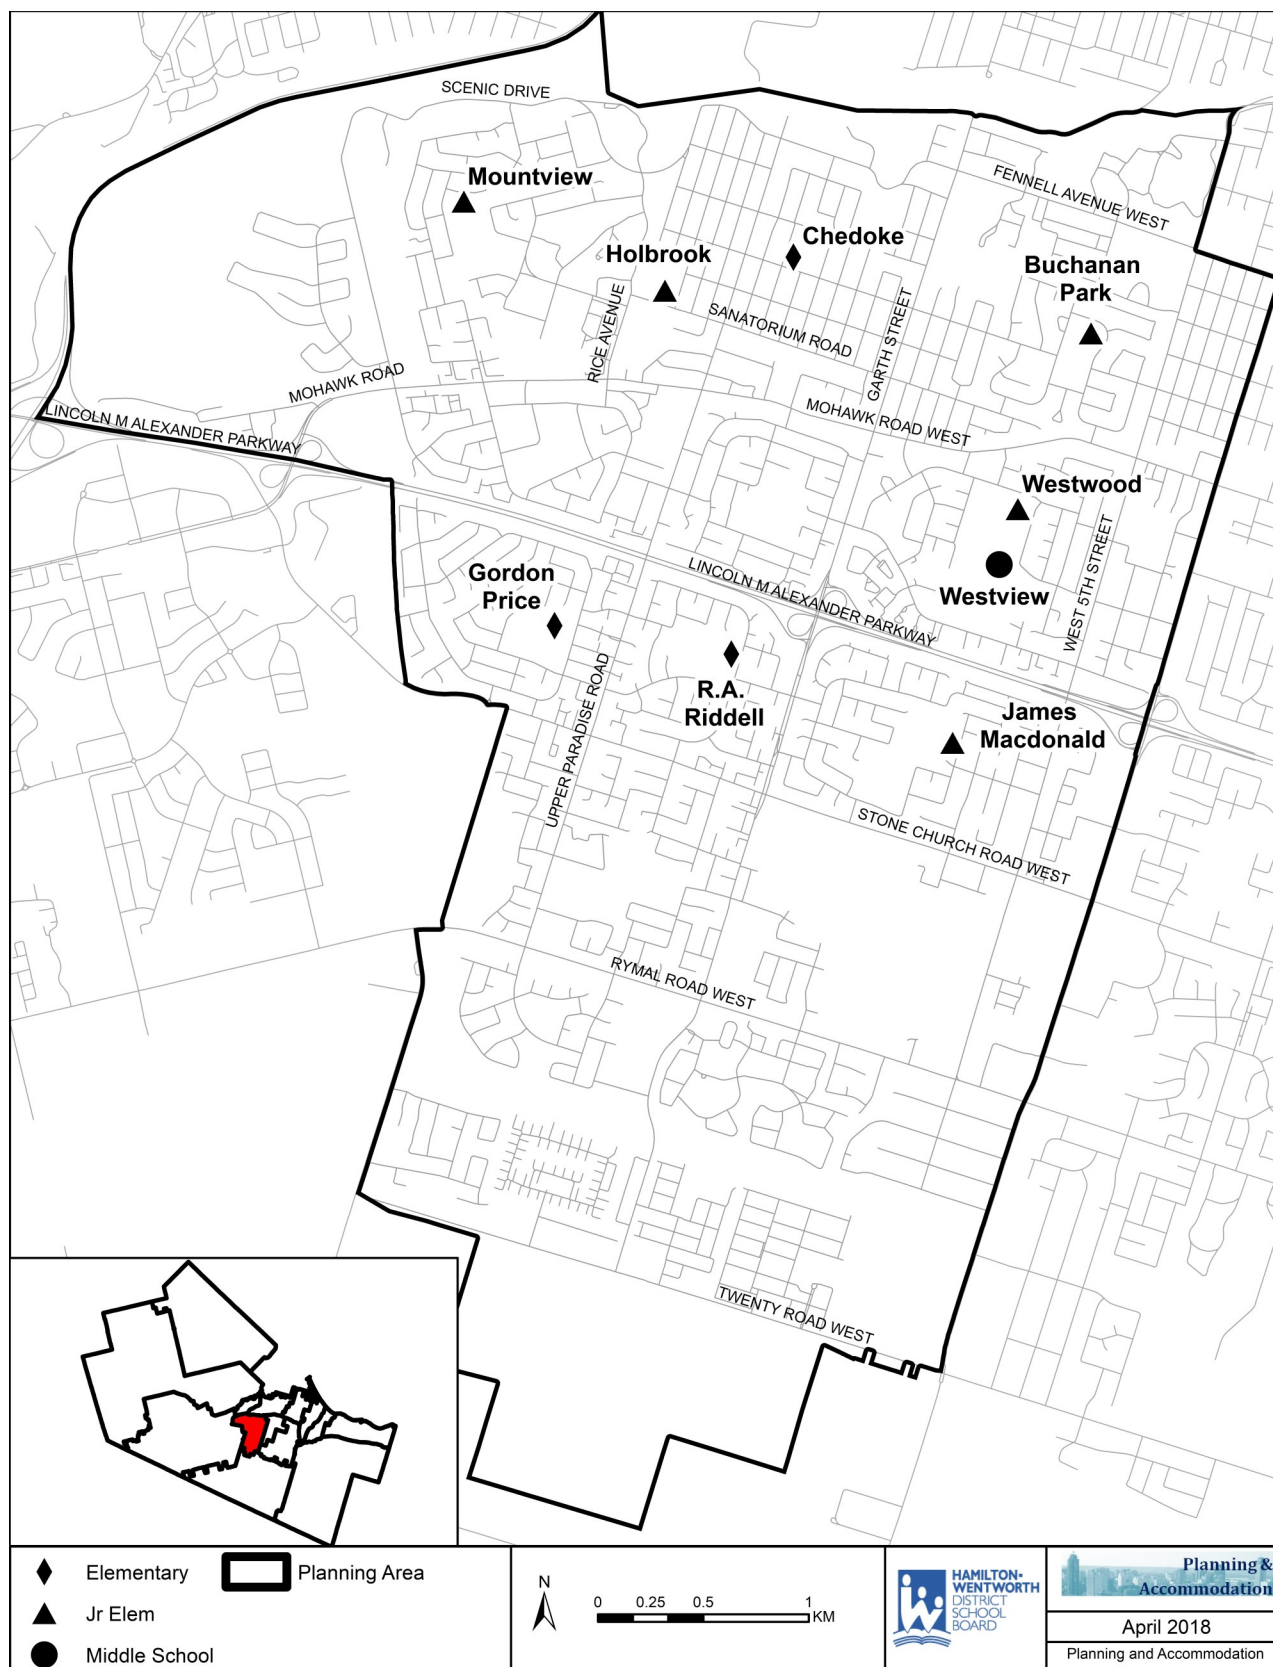 SCENIC DRIVE
Mountview
FENNELL AVENUE WEST
Chedoke
Holbrook
Buchanan
Park
RICE AVENUE
SANATORIUM ROAD
GARTH STREET
MOHAWK ROAD
MOHAWK ROAD WEST
LINCOLN M ALEXANDER PARKWAY
Westwood
WEST 5TH STREET
Gordon
Price
LINCOLN M ALEXANDER PARKWAY
Westview
UPPER PARADISE ROAD
R.A.
Riddell
James
Macdonald
STONE CHURCH ROAD WEST
RYMAL ROAD WEST
TWENTY ROAD WEST
Elementary
Planning Area
Jr Elem
Middle School
N
0 0.25 0.5 1
KM
HAMILTON-
WENTWORTH
DISTRICT
SCHOOL
BOARD
Planning &
Accommodation
April 2018
Planning and Accommodation